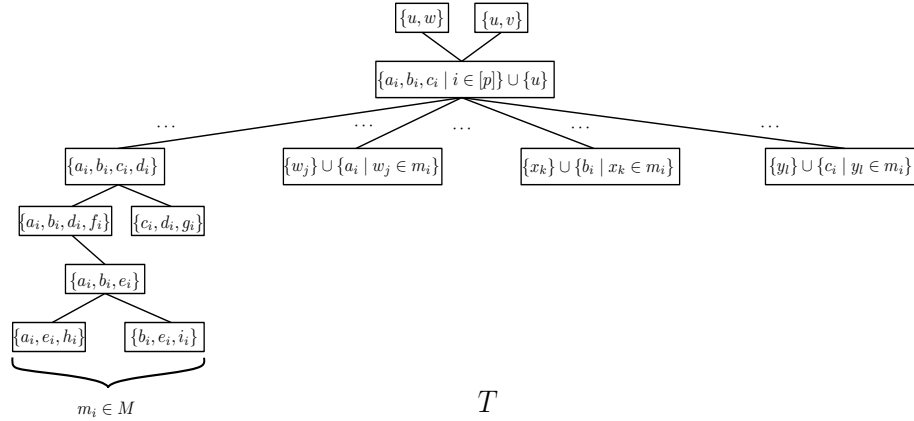 {u, w} {u, v}
{a_i, b_i, c_i | i ∈ [p]} ∪ {u}
... ... ... ... ...
{a_i, b_i, c_i, d_i} {w_j} ∪ {a_i | w_j ∈ m_i} {x_k} ∪ {b_i | x_k ∈ m_i} {y_l} ∪ {c_i | y_l ∈ m_i}
{a_i, b_i, d_i, f_i} {c_i, d_i, g_i}
{a_i, b_i, e_i}
{a_i, e_i, h_i} {b_i, e_i, i_i}
m_i ∈ M T